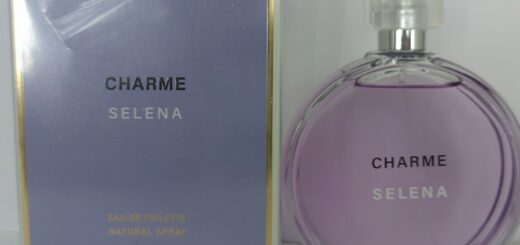 CHARME
SELENA
EAU DE TOILETTE
NATURAL SPRAY
CHARME
SELENA